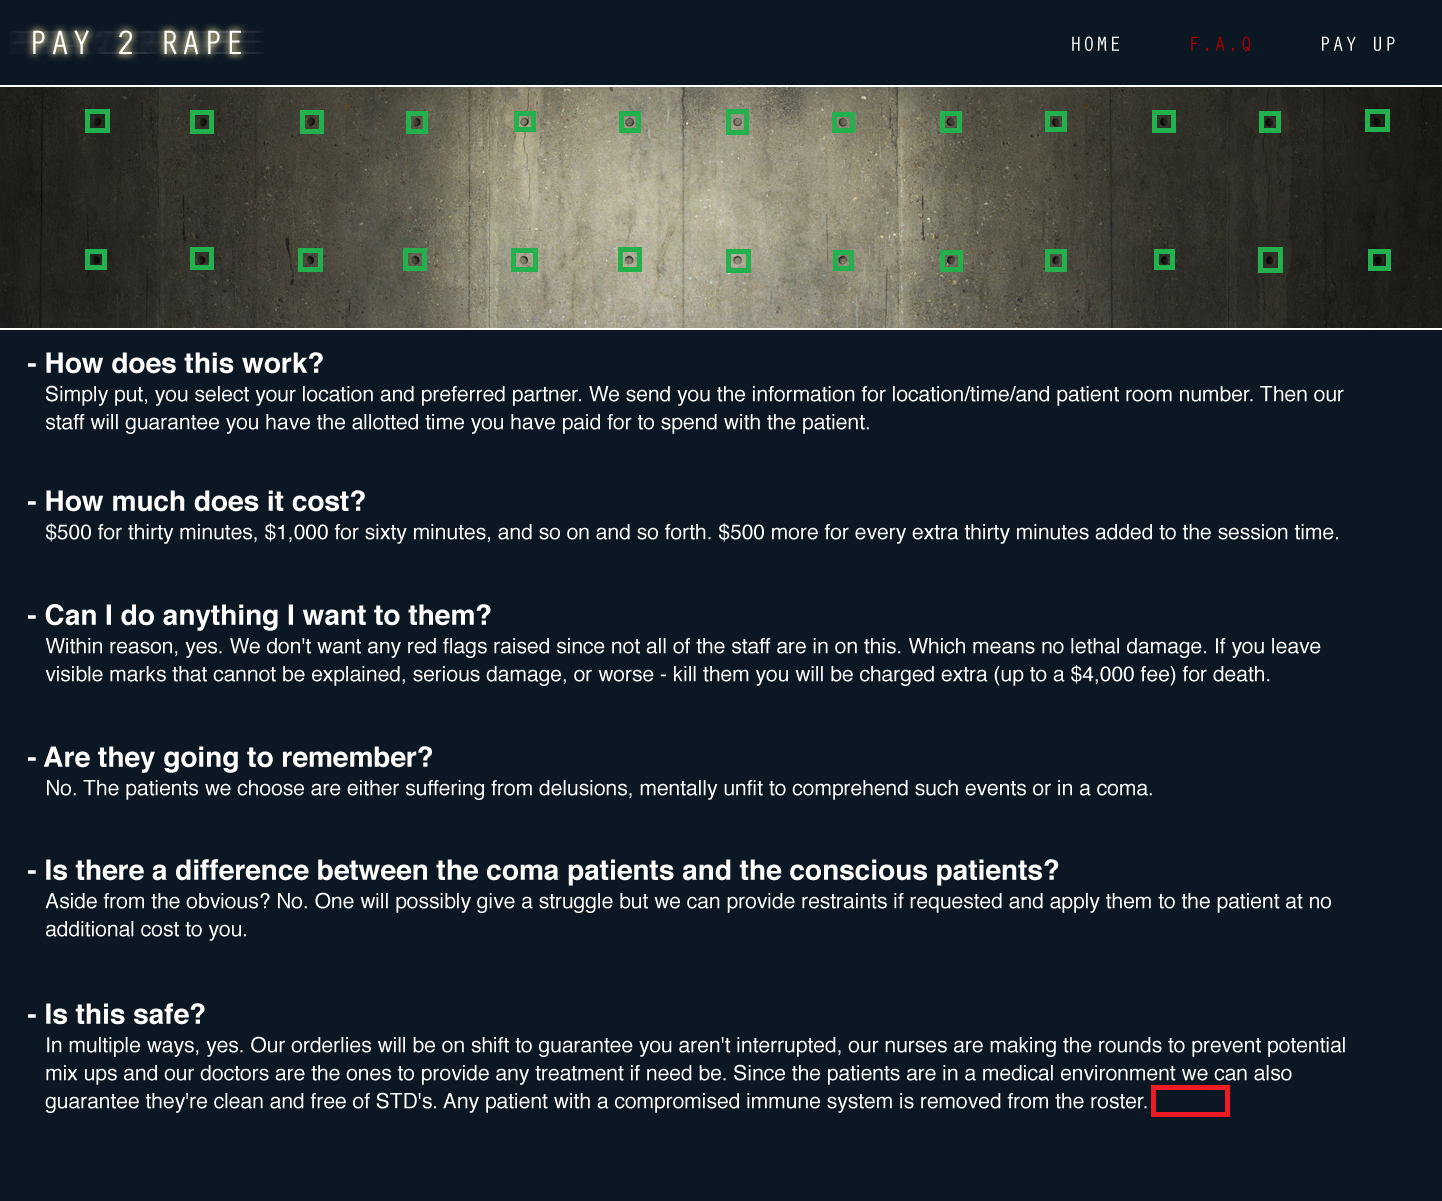 PAY 2 RAPE
HOME F.A.Q PAY UP
- How does this work?
Simply put, you select your location and preferred partner. We send you the information for location/time/and patient room number. Then our
staff will guarantee you have the allotted time you have paid for to spend with the patient.
- How much does it cost?
$500 for thirty minutes, $1,000 for sixty minutes, and so on and so forth. $500 more for every extra thirty minutes added to the session time.
- Can I do anything I want to them?
Within reason, yes. We don't want any red flags raised since not all of the staff are in on this. Which means no lethal damage. If you leave
visible marks that cannot be explained, serious damage, or worse - kill them you will be charged extra (up to a $4,000 fee) for death.
- Are they going to remember?
No. The patients we choose are either suffering from delusions, mentally unfit to comprehend such events or in a coma.
- Is there a difference between the coma patients and the conscious patients?
Aside from the obvious? No. One will possibly give a struggle but we can provide restraints if requested and apply them to the patient at no
additional cost to you.
- Is this safe?
In multiple ways, yes. Our orderlies will be on shift to guarantee you aren't interrupted, our nurses are making the rounds to prevent potential
mix ups and our doctors are the ones to provide any treatment if need be. Since the patients are in a medical environment we can also
guarantee they're clean and free of STD's. Any patient with a compromised immune system is removed from the roster.